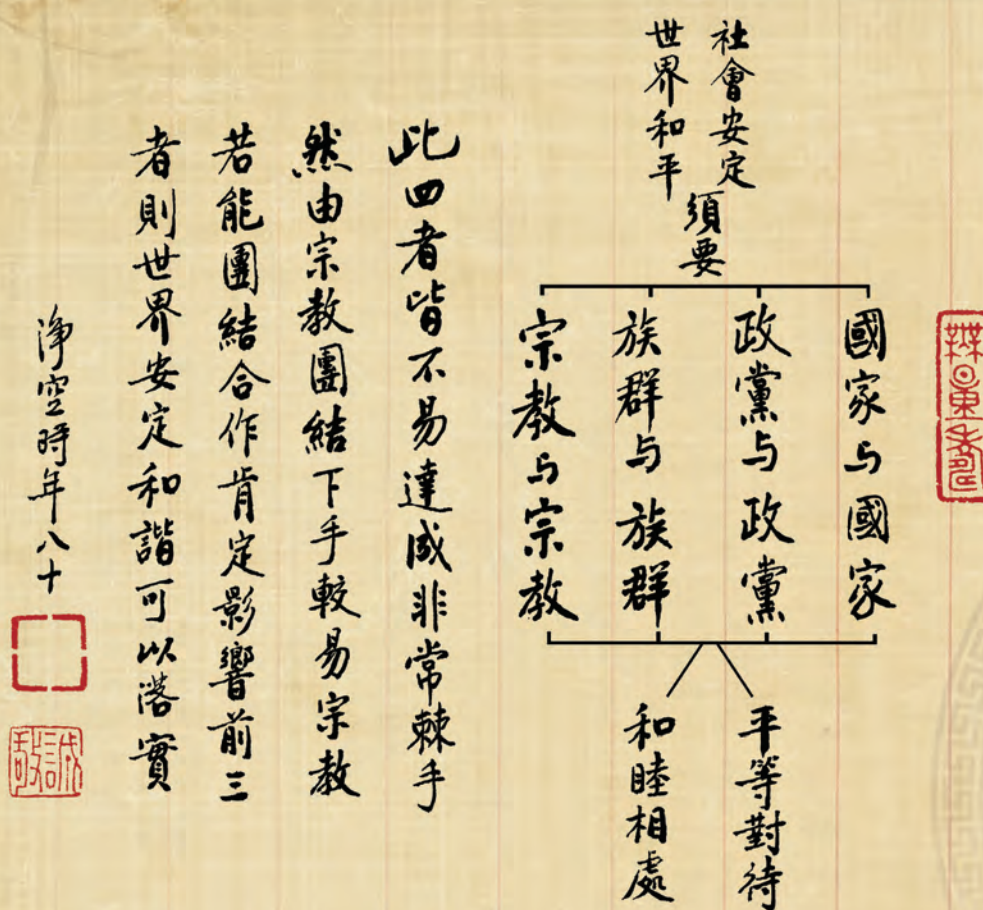 社會安定
世界和平
須要
國家与國家
政黨与政黨
族群与族群
宗教与宗教
平等對待
和睦相處
此四者皆不易達成非常棘手
然由宗教團結下手較易宗教
若能團結合作肯定影響前三
者則世界安定和諧可以落實
淨空時年八十